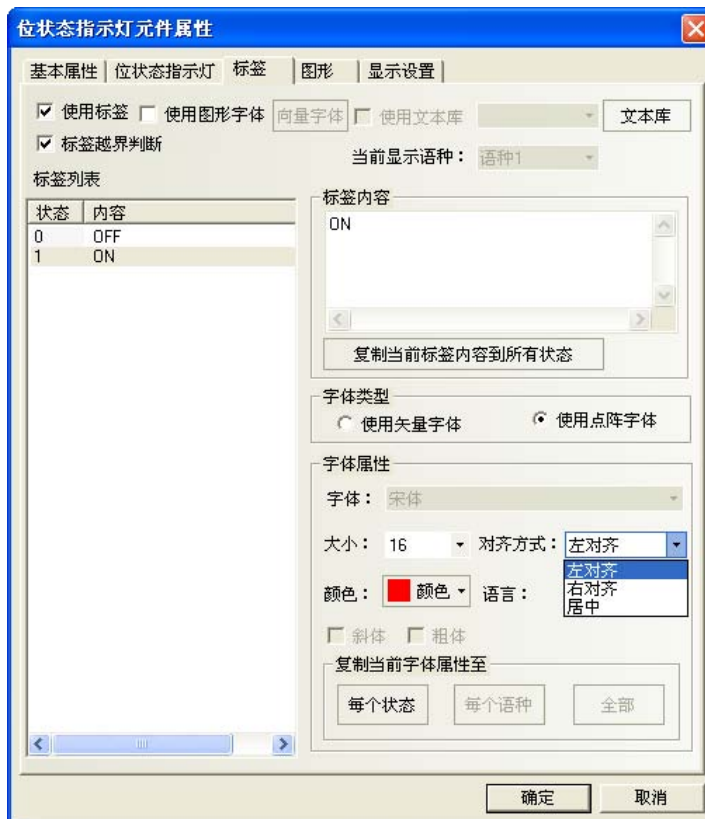 位状态指示灯元件属性
基本属性 位状态指示灯 标签 图形 显示设置
使用标签 使用图形字体 向量字体 使用文本库 文本库
标签越界判断
当前显示语种： 语种1
标签列表
状态 内容
0 OFF
1 ON
标签内容
ON
复制当前标签内容到所有状态
字体类型
使用矢量字体 使用点阵字体
字体属性
字体： 宋体
大小： 16 对齐方式： 左对齐
左对齐
右对齐
居中
颜色： 颜色 语言：
斜体 粗体
复制当前字体属性至
每个状态 每个语种 全部
确定 取消